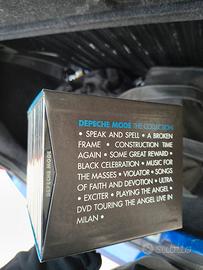 DEPECHE MODE THE COLLECTION
• SPEAK AND SPELL • A BROKEN
FRAME • CONSTRUCTION TIME
AGAIN • SOME GREAT REWARD •
BLACK CELEBRATION • MUSIC FOR
THE MASSES • VIOLATOR • SONGS
OF FAITH AND DEVOTION • ULTRA
• EXCITER • PLAYING THE ANGEL •
DVD TOURING THE ANGEL LIVE IN
MILAN •
subito